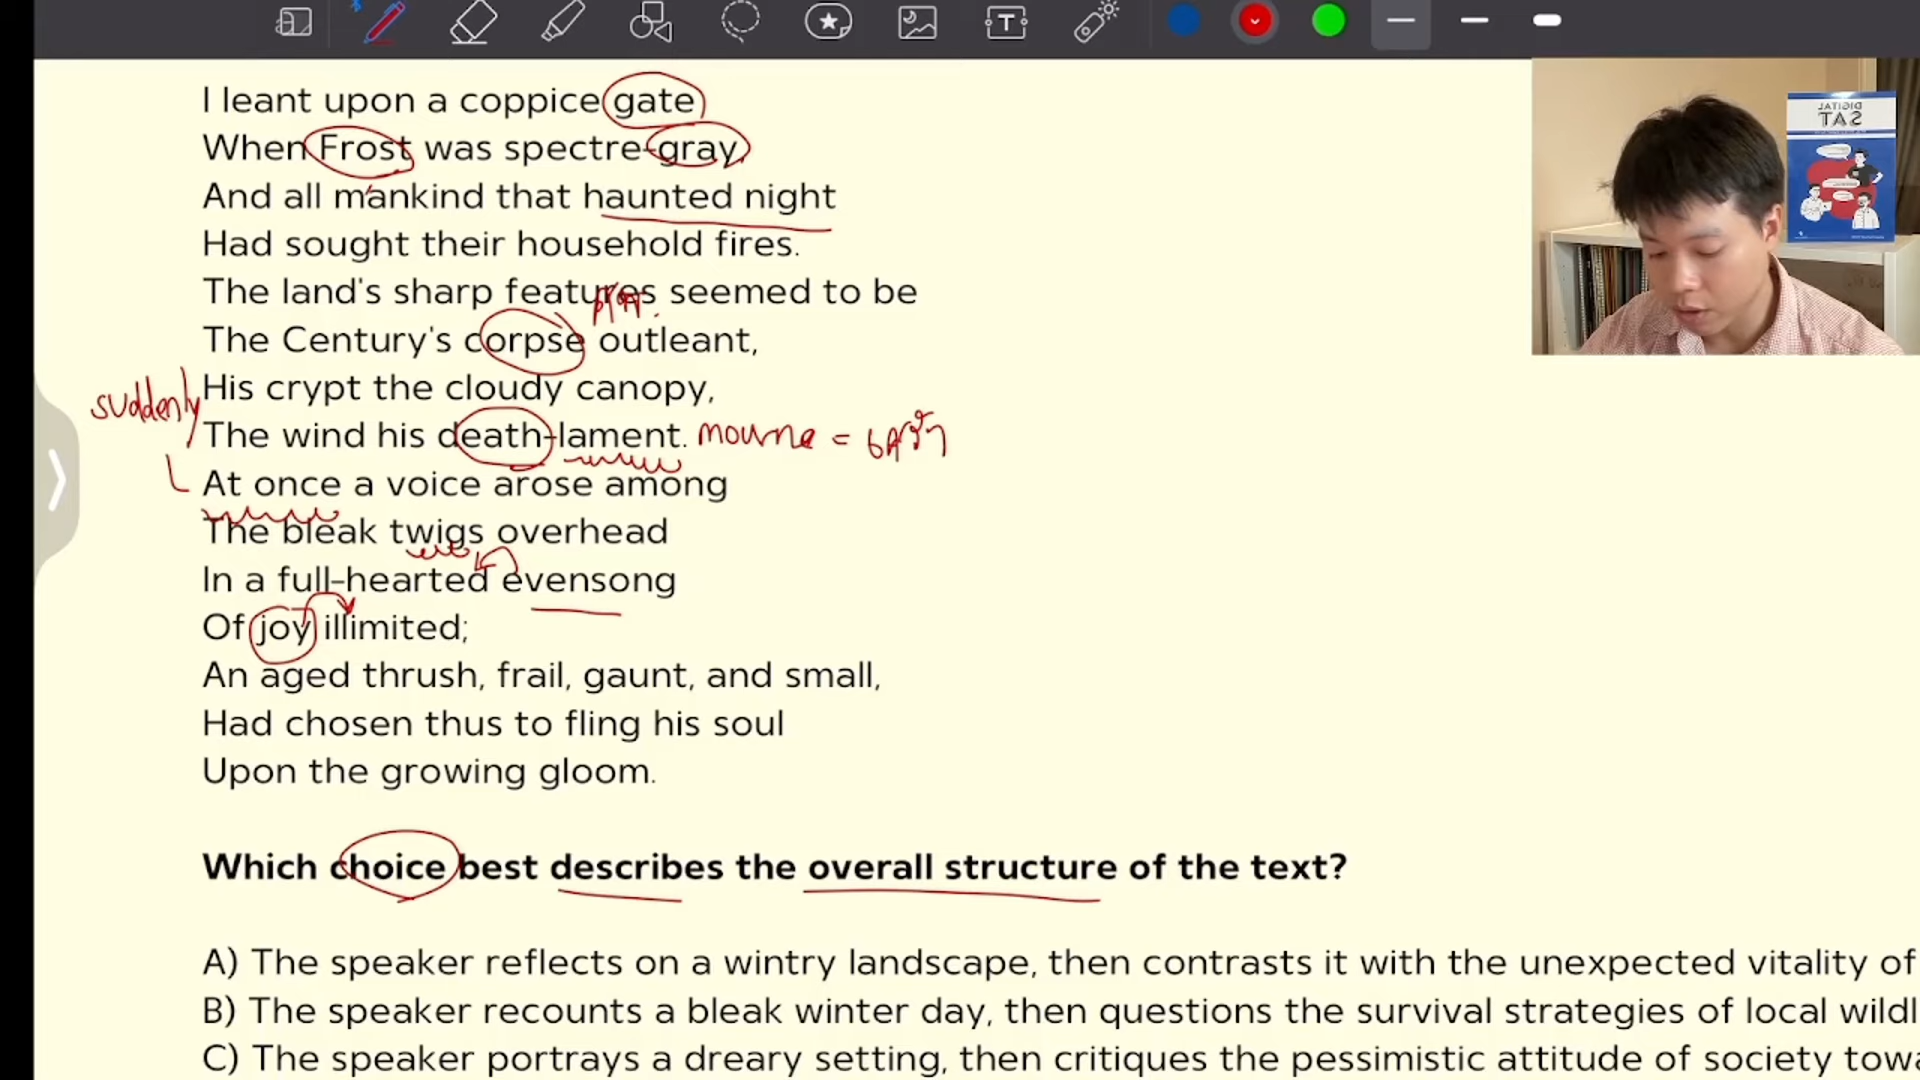 I leant upon a coppice gate
When Frost was spectre-gray,
And all mankind that haunted night
Had sought their household fires.
The land's sharp features seemed to be
The Century's corpse outleant,
His crypt the cloudy canopy,
suddenly
The wind his death-lament. mourne =
At once a voice arose among
The bleak twigs overhead
In a full-hearted evensong
Of joy illimited;
An aged thrush, frail, gaunt, and small,
Had chosen thus to fling his soul
Upon the growing gloom.
Which choice best describes the overall structure of the text?
A) The speaker reflects on a wintry landscape, then contrasts it with the unexpected vitality of
B) The speaker recounts a bleak winter day, then questions the survival strategies of local wildl
C) The speaker portrays a dreary setting, then critiques the pessimistic attitude of society towa
DIGITAL
SAT
T